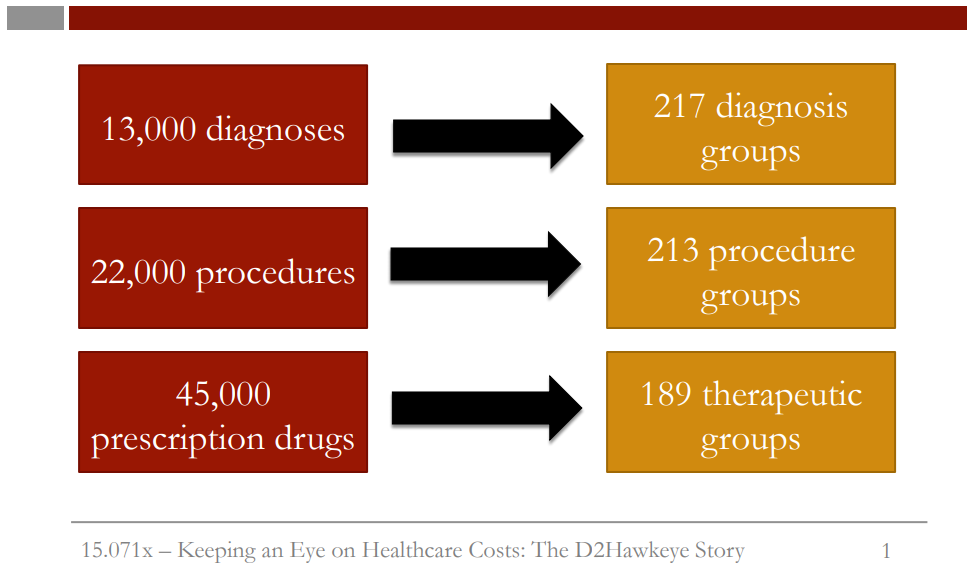 13,000 diagnoses
217 diagnosis
groups
22,000 procedures
213 procedure
groups
45,000
prescription drugs
189 therapeutic
groups
15.071x – Keeping an Eye on Healthcare Costs: The D2Hawkeye Story
1